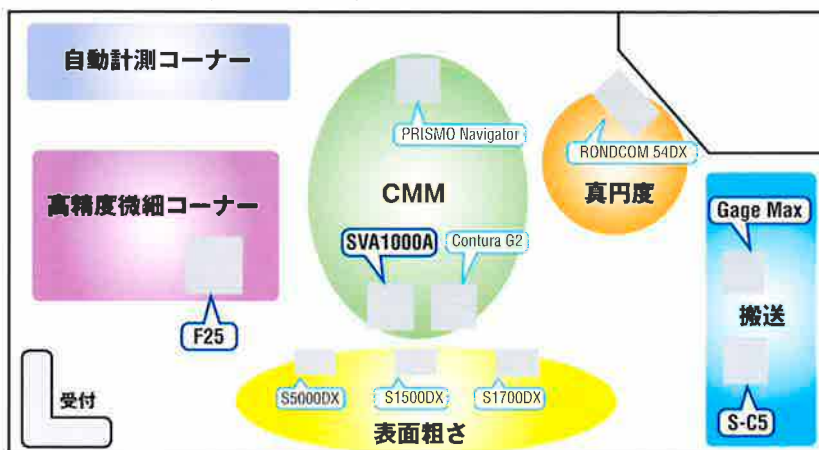 自動計測コーナー
PRISMO Navigator
RONDCOM 54DX
CMM
真円度
高精度微細コーナー
Gage Max
SVA1000A
Contura G2
搬送
F25
受付
S5000DX
S1500DX
S1700DX
S-C5
表面粗さ